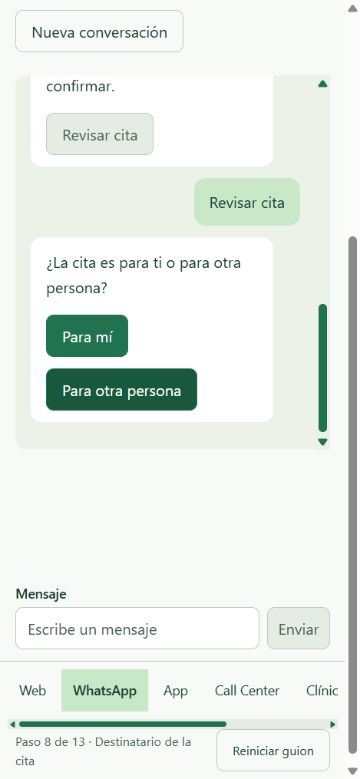 Nueva conversación
confirmar.
Revisar cita
Revisar cita
¿La cita es para ti o para otra
persona?
Para mí
Para otra persona
Mensaje
Escribe un mensaje
Enviar
Web
WhatsApp
App
Call Center
Clínic
Paso 8 de 13 · Destinatario de la
cita
Reiniciar guion